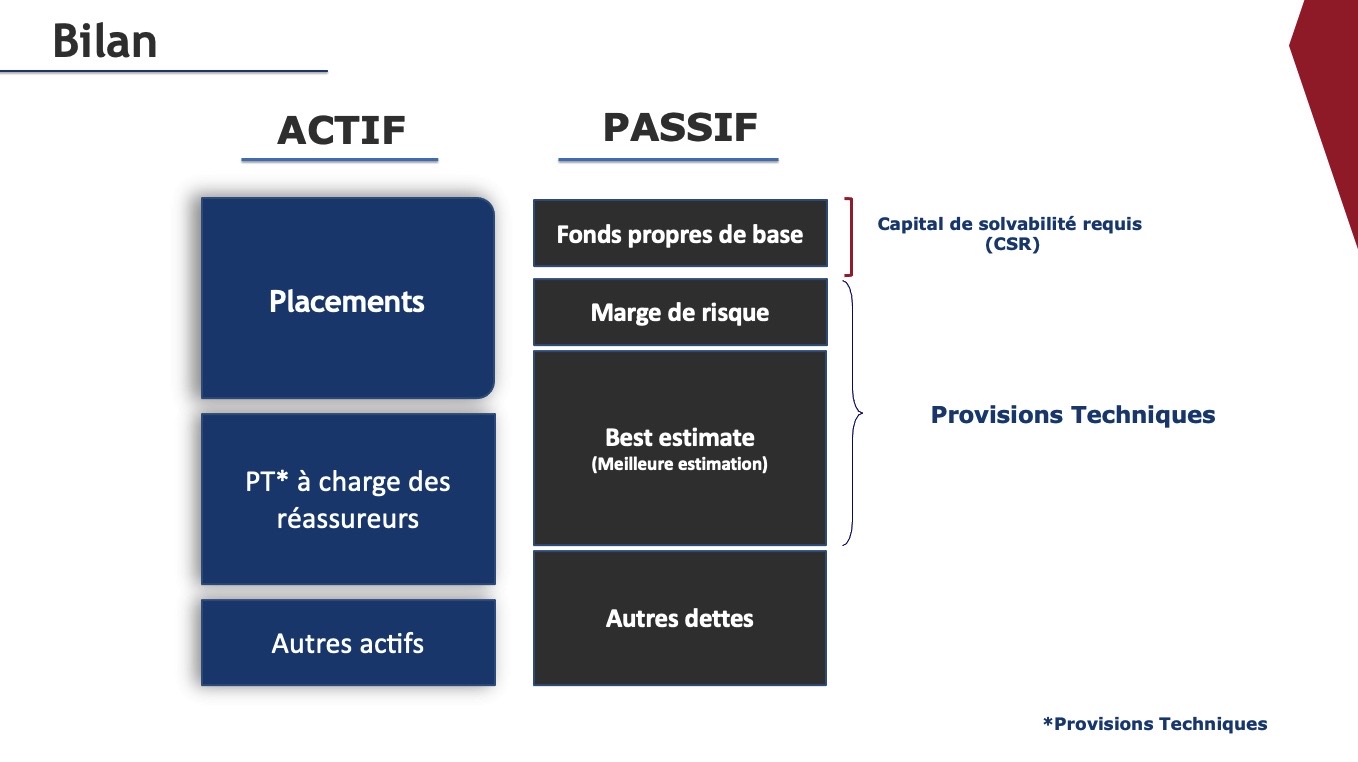 Bilan
ACTIF
PASSIF
Placements
PT* à charge des
réassureurs
Autres actifs
Fonds propres de base
Marge de risque
Best estimate
(Meilleure estimation)
Autres dettes
Capital de solvabilité requis
(CSR)
Provisions Techniques
*Provisions Techniques